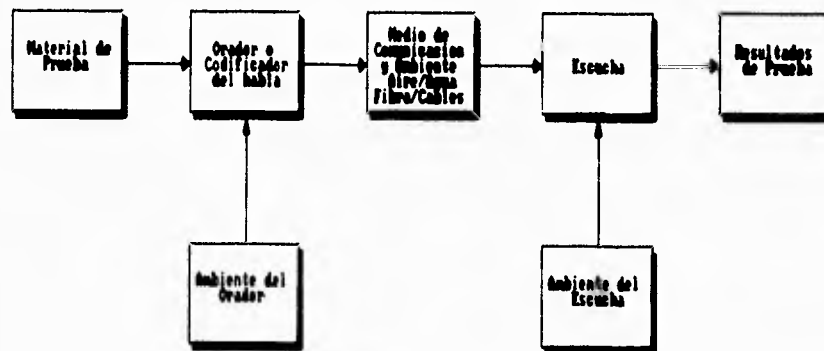 Material de
Prueba
Orador o
Codificador
del habla
Medio de
Comunicacion
y Ambiente
Aire/Agua
Fibra/Cables
Escucha
Resultados
de Prueba
Ambiente del
Orador
Ambiente del
Escucha